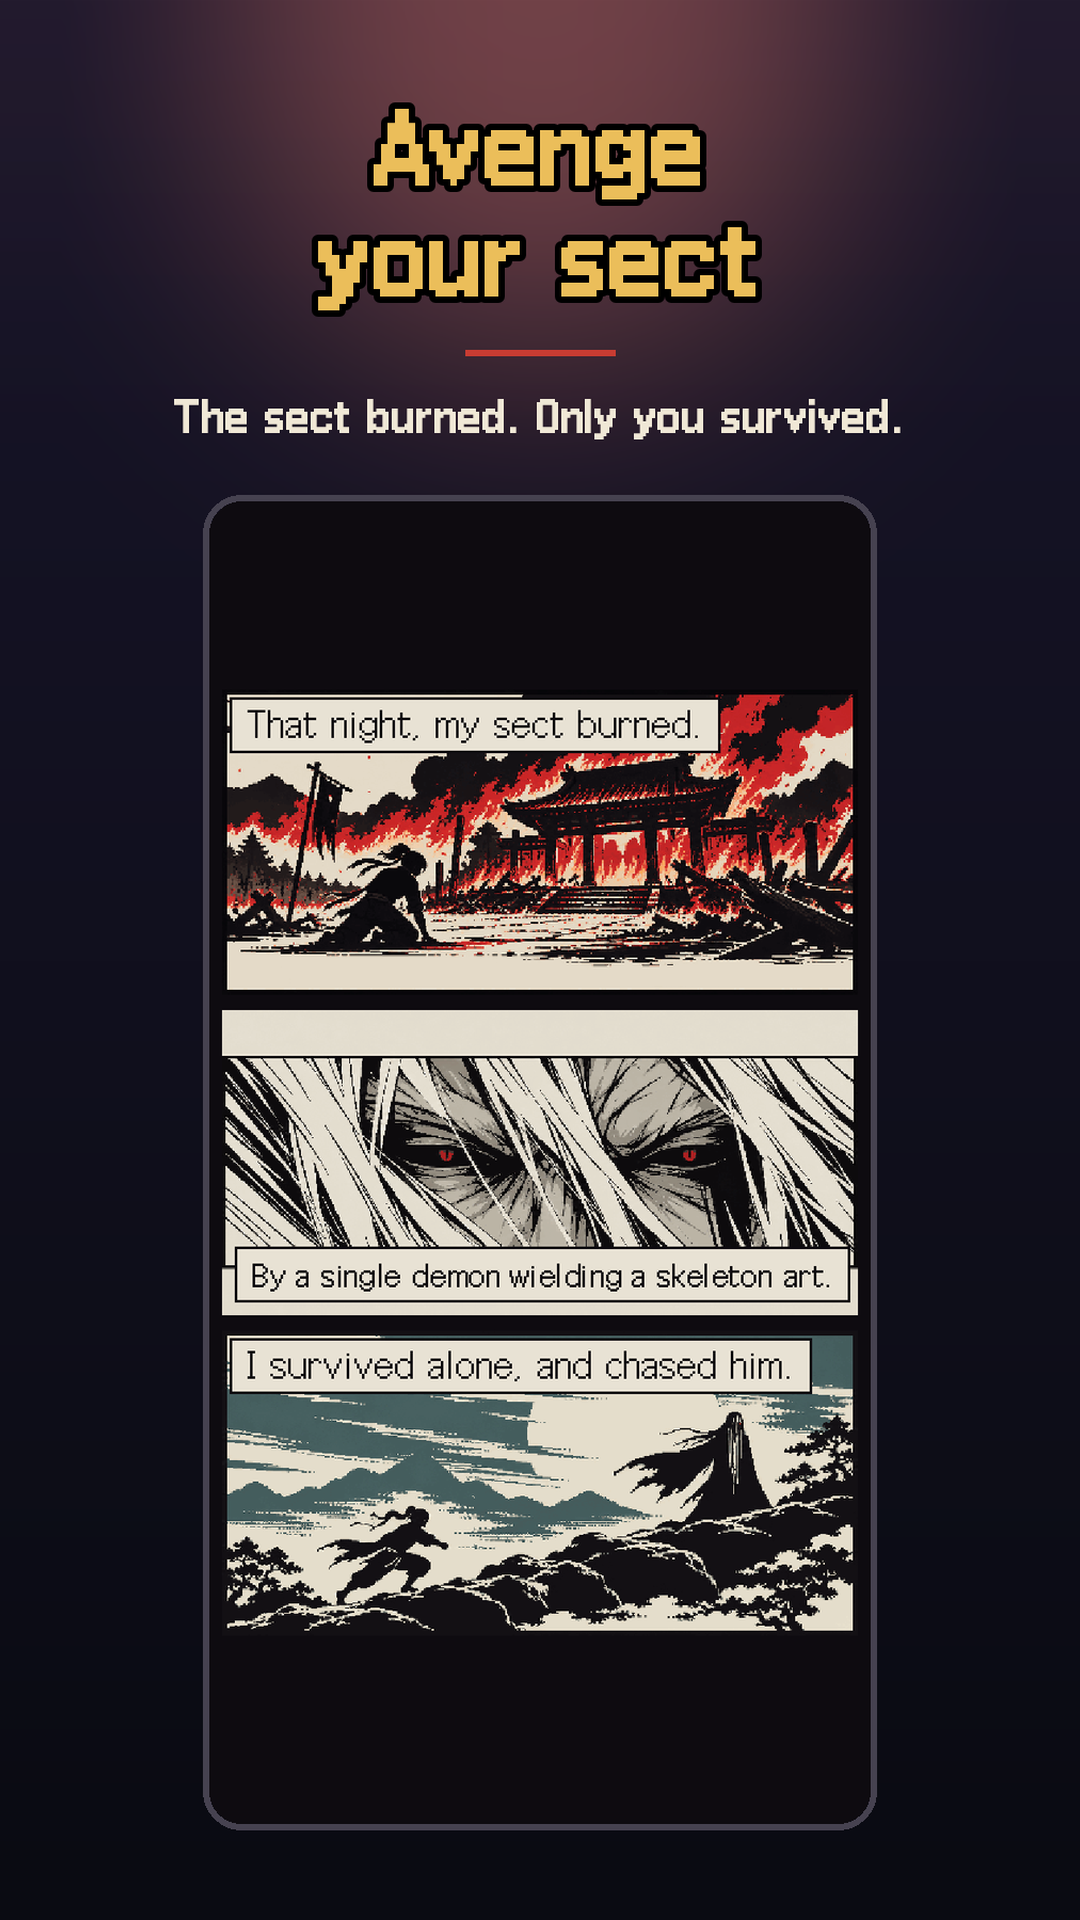 Avenge
your sect
The sect burned. Only you survived.
That night, my sect burned.
By a single demon wielding a skeleton art.
I survived alone, and chased him.